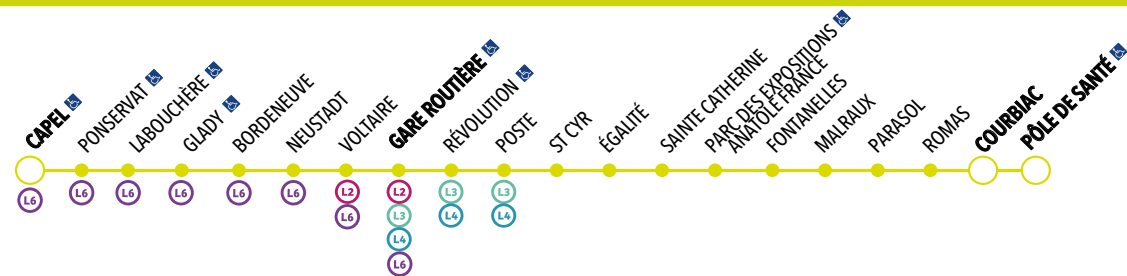 CAPEL
PONSERVAT
LABOUCHÈRE
GLADY
BORDENEUVE
NEUSTADT
VOLTAIRE
GARE ROUTIÈRE
RÉVOLUTION
POSTE
ST CYR
ÉGALITÉ
SAINTE CATHERINE
PARC DES EXPOSITIONS
ANATOLE FRANCE
FONTANELLES
MALRAUX
PARASOL
ROMAS
COURBIAC
PÔLE DE SANTÉ
L6
L6
L6
L6
L6
L6
L2
L6
L2
L3
L4
L6
L3
L4
L3
L4